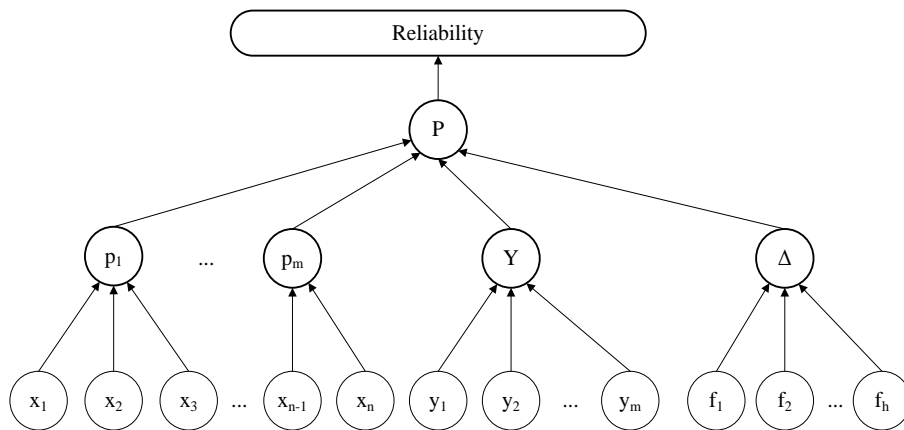 Reliability
P
p₁ ... pₘ Y Δ
x₁ x₂ x₃ ... xₙ₋₁ xₙ y₁ y₂ ... yₘ f₁ f₂ ... fₕ